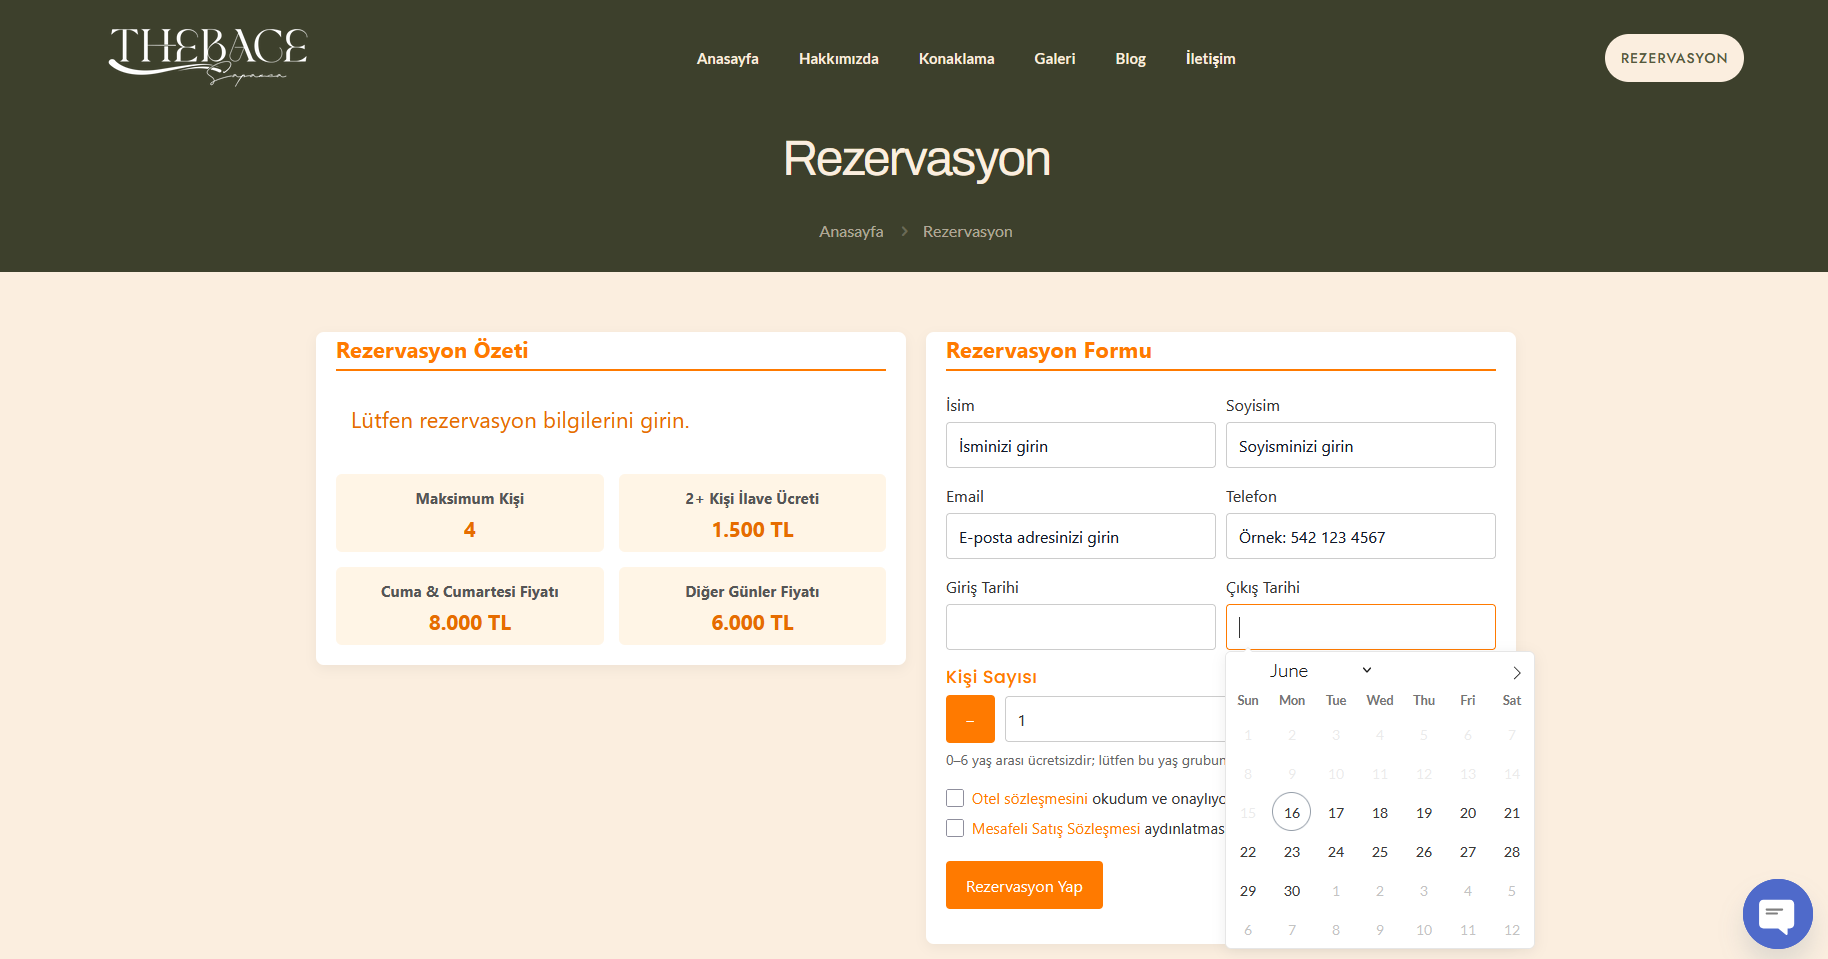 THEBACE
Sapanca
Anasayfa Hakkımızda Konaklama Galeri Blog İletişim
REZERVASYON
Rezervasyon
Anasayfa Rezervasyon
Rezervasyon Özeti
Lütfen rezervasyon bilgilerini girin.
Maksimum Kişi
4
2+ Kişi İlave Ücreti
1.500 TL
Cuma & Cumartesi Fiyatı
8.000 TL
Diğer Günler Fiyatı
6.000 TL
Rezervasyon Formu
İsim
İsminizi girin
Soyisim
Soyisminizi girin
Email
E-posta adresinizi girin
Telefon
Örnek: 542 123 4567
Giriş Tarihi
Çıkış Tarihi
Kişi Sayısı
–
1
0–6 yaş arası ücretsizdir; lütfen bu yaş grubun
Otel sözleşmesini okudum ve onaylıyo
Mesafeli Satış Sözleşmesi aydınlatmas
Rezervasyon Yap
June
Sun Mon Tue Wed Thu Fri Sat
1 2 3 4 5 6 7
8 9 10 11 12 13 14
15 16 17 18 19 20 21
22 23 24 25 26 27 28
29 30 1 2 3 4 5
6 7 8 9 10 11 12